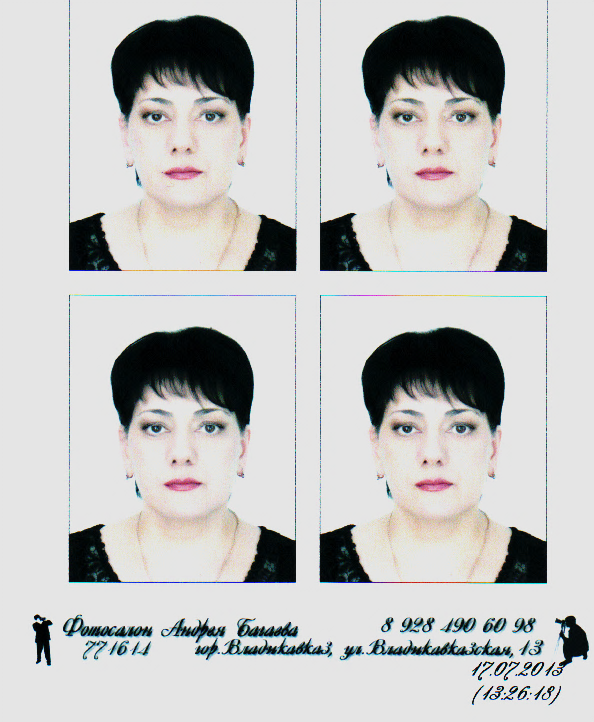 Фотосалон Андрея Багаева 8 928 490 60 98
771614 гор.Владикавказ, ул.Владикавказская, 13
17.07.2013
(13:26:18)